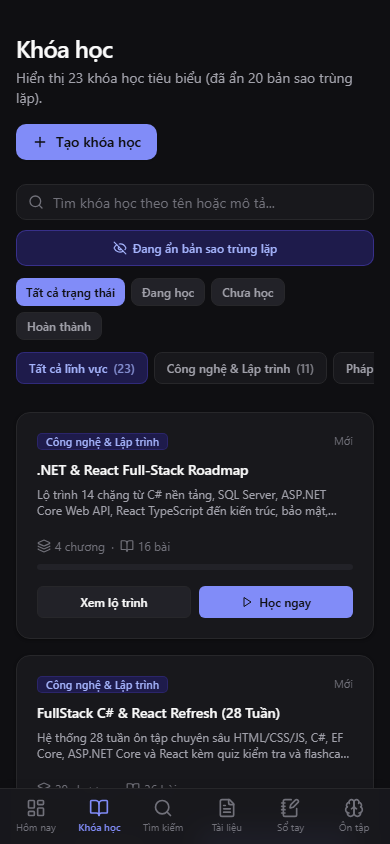 Khóa học
Hiển thị 23 khóa học tiêu biểu (đã ẩn 20 bản sao trùng
lặp).
Tạo khóa học
Tìm khóa học theo tên hoặc mô tả...
Đang ẩn bản sao trùng lặp
Tất cả trạng thái Đang học Chưa học
Hoàn thành
Tất cả lĩnh vực (23) Công nghệ & Lập trình (11) Pháp
Công nghệ & Lập trình Mới
.NET & React Full-Stack Roadmap
Lộ trình 14 chặng từ C# nền tảng, SQL Server, ASP.NET
Core Web API, React TypeScript đến kiến trúc, bảo mật,...
4 chương · 16 bài
Xem lộ trình Học ngay
Công nghệ & Lập trình Mới
FullStack C# & React Refresh (28 Tuần)
Hệ thống 28 tuần ôn tập chuyên sâu HTML/CSS/JS, C#, EF
Core, ASP.NET Core và React kèm quiz kiểm tra và flashca...
Hôm nay Khóa học Tìm kiếm Tài liệu Sổ tay Ôn tập